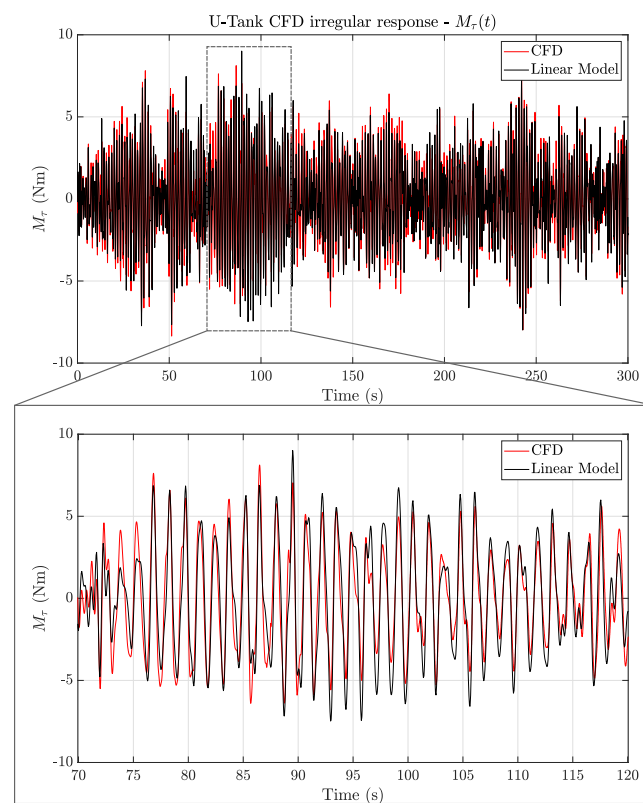 U-Tank CFD irregular response - M_τ(t)
10
5
0
-5
-10
M_τ (Nm)
CFD
Linear Model
0 50 100 150 200 250 300
Time (s)
10
5
0
-5
-10
M_τ (Nm)
CFD
Linear Model
70 75 80 85 90 95 100 105 110 115 120
Time (s)